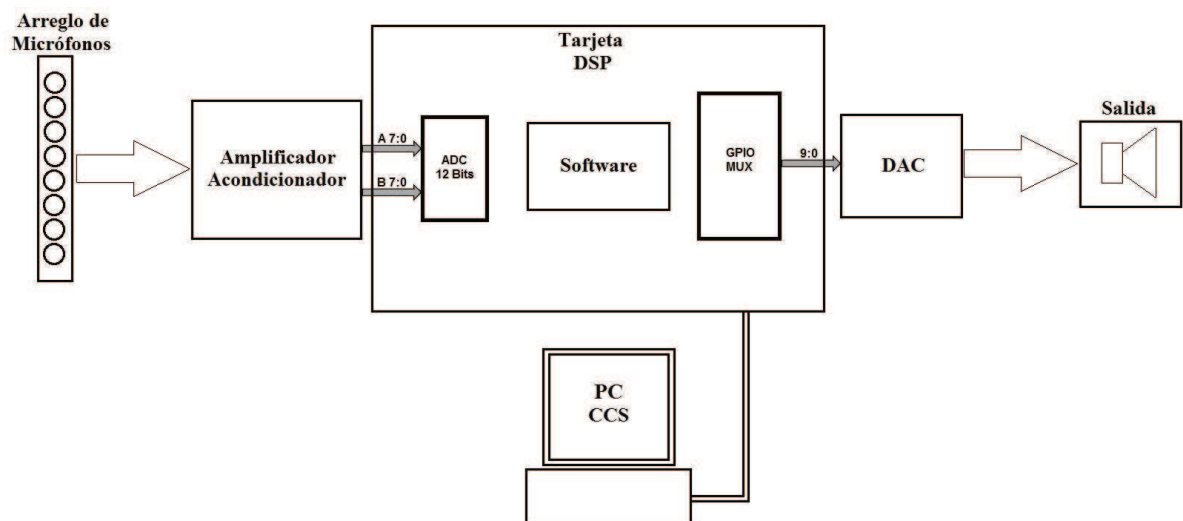 Arreglo de
Micrófonos
Amplificador
Acondicionador
A 7:0
B 7:0
Tarjeta
DSP
ADC
12 Bits
Software
GPIO
MUX
9:0
DAC
Salida
PC
CCS